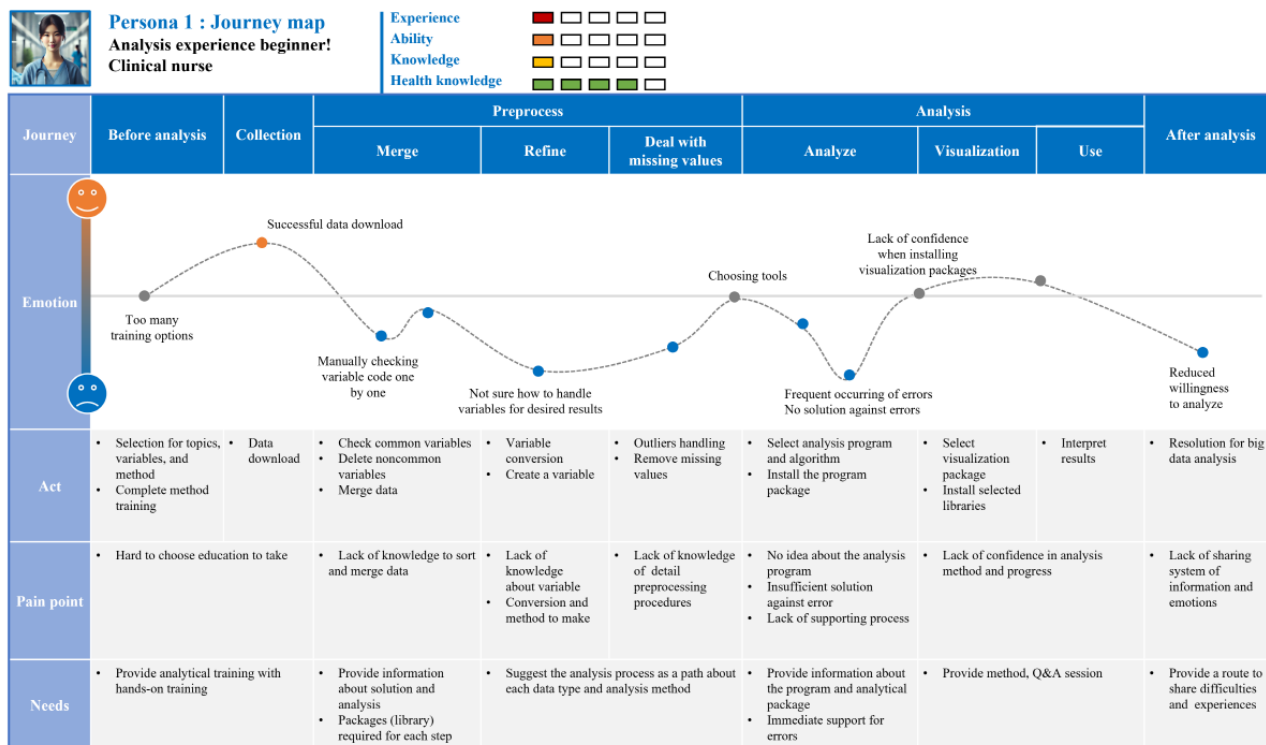 Persona 1 : Journey map
Analysis experience beginner!
Clinical nurse
Experience
Ability
Knowledge
Health knowledge
Journey
Before analysis
Collection
Preprocess
Merge
Refine
Deal with
missing values
Analysis
Analyze
Visualization
Use
After analysis
Emotion
Too many
training options
Successful data download
Manually checking
variable code one
by one
Not sure how to handle
variables for desired results
Choosing tools
Frequent occurring of errors
No solution against errors
Lack of confidence
when installing
visualization packages
Reduced
willingness
to analyze
Act
• Selection for topics,
variables, and
method
• Complete method
training
• Data
download
• Check common variables
• Delete noncommon
variables
• Merge data
• Variable
conversion
• Create a variable
• Outliers handling
• Remove missing
values
• Select analysis program
and algorithm
• Install the program
package
• Select
visualization
package
• Install selected
libraries
• Interpret
results
• Resolution for big
data analysis
Pain point
• Hard to choose education to take
• Lack of knowledge to sort
and merge data
• Lack of
knowledge
about variable
• Conversion and
method to make
• Lack of knowledge
of detail
preprocessing
procedures
• No idea about the analysis
program
• Insufficient solution
against error
• Lack of supporting process
• Lack of confidence in analysis
method and progress
• Lack of sharing
system of
information and
emotions
Needs
• Provide analytical training with
hands-on training
• Provide information
about solution and
analysis
• Packages (library)
required for each step
• Suggest the analysis process as a path about
each data type and analysis method
• Provide information about
the program and analytical
package
• Immediate support for
errors
• Provide method, Q&A session
• Provide a route to
share difficulties
and experiences